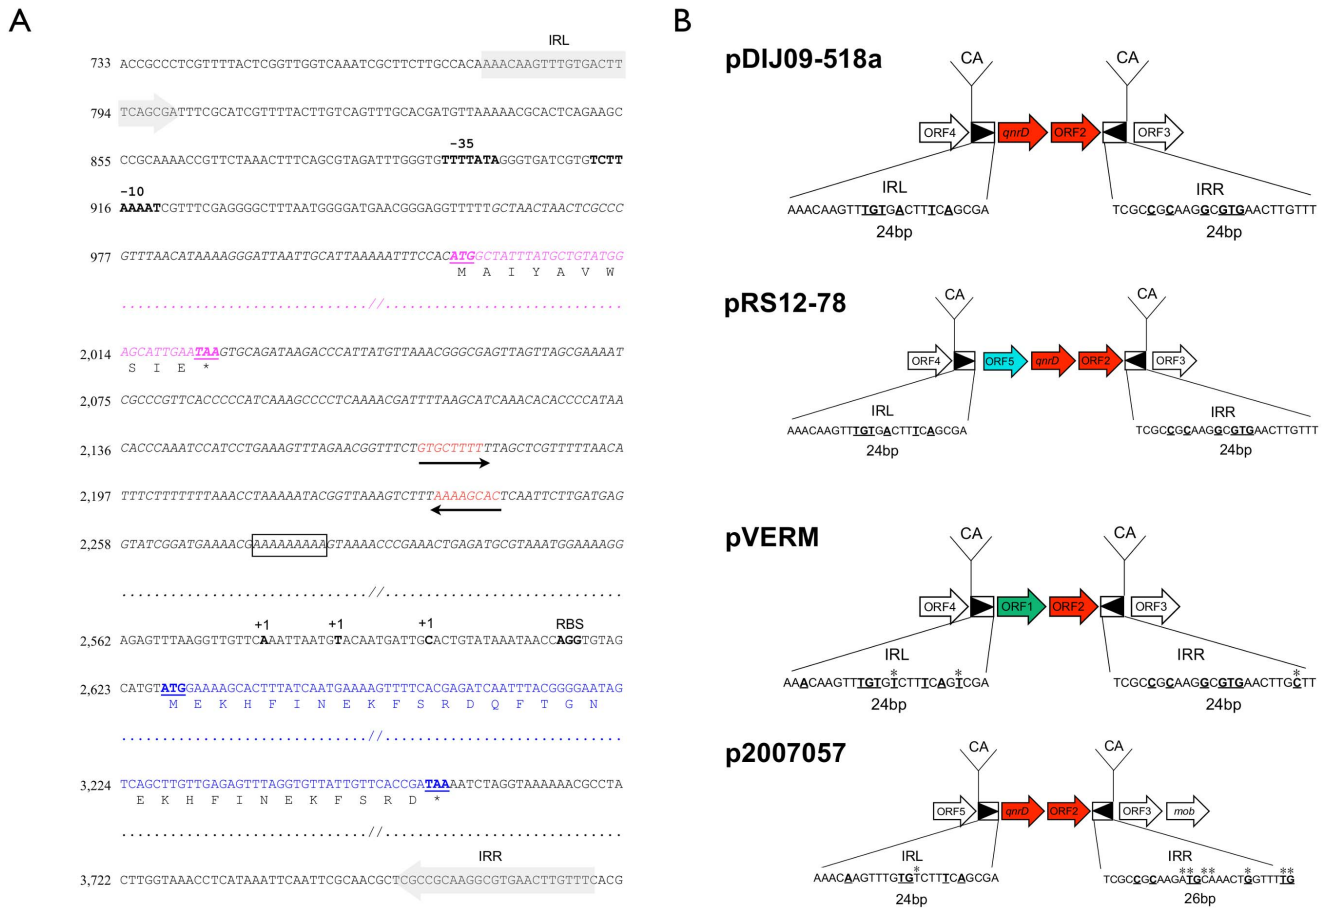 A
IRL
733 ACCGCCCTCGTTTTACTCGGTTGGTCAAATCGCTTCTTGCCACAAAACAAGTTTGTGACTT
794 TCAGCGATTTCGCATCGTTTTACTTGTCAGTTTGCACGATGTTAAAAACGCACTCAGAAGC
-35
855 CCGCAAAACCGTTCTAAACTTTCAGCGTAGATTTGGGTGTTTTATAGGGTGATCGTGTCTT
-10
916 AAAATCGTTTCGAGGGGCTTTAATGGGGATGAACGGGAGGTTTTTGCTAACTAACTCGCCC
977 GTTTAACATAAAAGGGATTAATTGCATTAAAAATTTCCACATGGCTATTTATGCTGTATGG
M A I Y A V W
..............................//..............................
2,014 AGCATTGAATAAGTGCAGATAAGACCCATTATGTTAAACGGGCGAGTTAGTTAGCGAAAAT
S I E *
2,075 CGCCCGTTCACCCCCATCAAAGCCCCTCAAAACGATTTTAAGCATCAAACACACCCCATAA
2,136 CACCCAAATCCATCCTGAAAGTTTAGAACGGTTTCTGTGCTTTTTTAGCTCGTTTTTAACA
2,197 TTTCTTTTTTTAAACCTAAAAATACGGTTAAAGTCTTTAAAAGCACTCAATTCTTGATGAG
2,258 GTATCGGATGAAAACGAAAAAAAAAGTAAAACCCGAAACTGAGATGCGTAAATGGAAAAGG
..............................//..............................
+1 +1 +1 RBS
2,562 AGAGTTTAAGGTTGTTCAAATTAATGTACAATGATTGCACTGTATAAATAACCAGGTGTAG
2,623 CATGTATGGAAAAGCACTTTATCAATGAAAAGTTTTCACGAGATCAATTTACGGGGAATAG
M E K H F I N E K F S R D Q F T G N
..............................//..............................
3,224 TCAGCTTGTTGAGAGTTTAGGTGTTATTGTTCACCGATAAAATCTAGGTAAAAAACGCCTA
E K H F I N E K F S R D *
..............................//..............................
IRR
3,722 CTTGGTAAACCTCATAAATTCAATTCGCAACGCTCGCCGCAAGGCGTGAACTTGTTTCACG
B
pDIJ09-518a
CA CA
ORF4 qnrD ORF2 ORF3
IRL IRR
AAACAAGTTTGTGACTTTCAGCGA TCGCCGCAAGGCGTGAACTTGTTT
24bp 24bp
pRS12-78
CA CA
ORF4 ORF5 qnrD ORF2 ORF3
IRL IRR
AAACAAGTTTGTGACTTTCAGCGA TCGCCGCAAGGCGTGAACTTGTTT
24bp 24bp
pVERM
CA CA
ORF4 ORF1 ORF2 ORF3
IRL IRR
* * *
AAACAAGTTTGTGTCTTTCAGTCGA TCGCCGCAAGGCGTGAACTTGCTT
24bp 24bp
p2007057
CA CA
ORF5 qnrD ORF2 ORF3 mob
IRL IRR
* ** ** * **
AAACAAGTTTGTGTCTTTCAGCGA TCGCCGCAAGATGCAAACTGGTTTTG
24bp 26bp